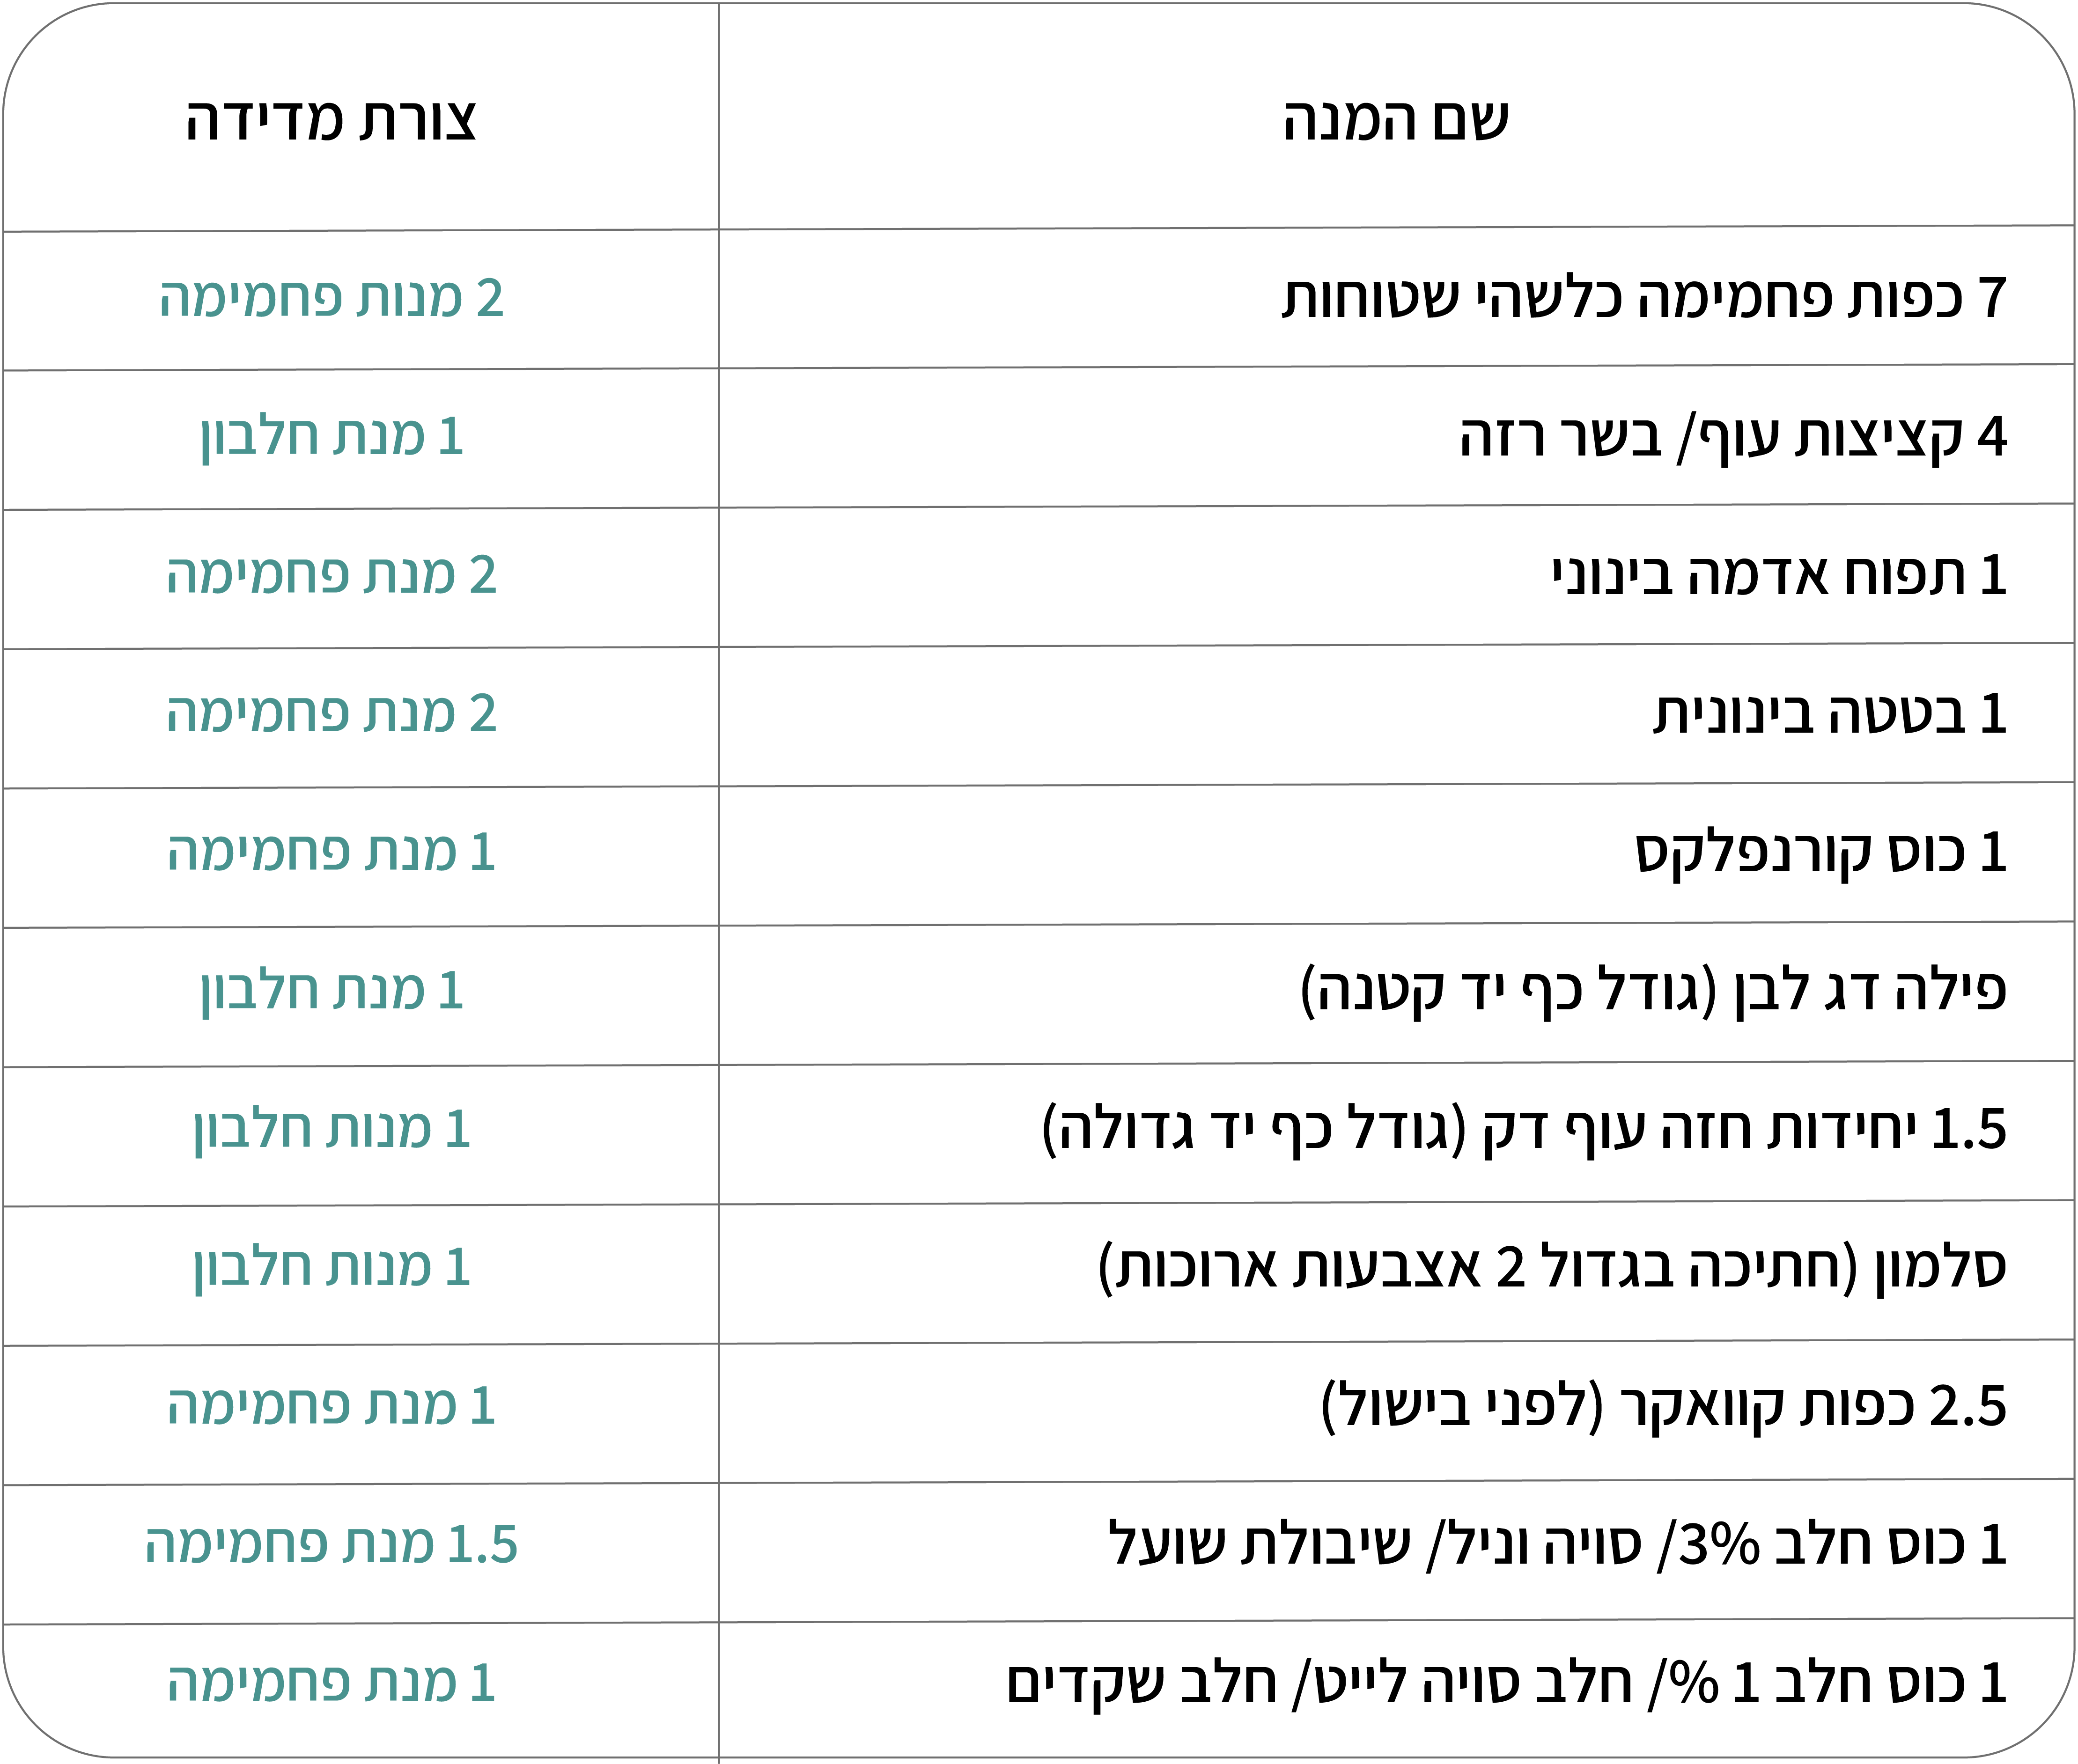 שם המנה צורת מדידה
7 כפות פחמימה כלשהי שטוחות 2 מנות פחמימה
4 קציצות עוף/ בשר רזה 1 מנת חלבון
1 תפוח אדמה בינוני 2 מנת פחמימה
1 בטטה בינונית 2 מנת פחמימה
1 כוס קורנפלקס 1 מנת פחמימה
פילה דג לבן (גודל כף יד קטנה) 1 מנת חלבון
1.5 יחידות חזה עוף דק (גודל כף יד גדולה) 1 מנות חלבון
סלמון (חתיכה בגדול 2 אצבעות ארוכות) 1 מנות חלבון
2.5 כפות קוואקר (לפני בישול) 1 מנת פחמימה
1 כוס חלב 3%/ סויה וניל/ שיבולת שועל 1.5 מנת פחמימה
1 כוס חלב 1 %/ חלב סויה לייט/ חלב שקדים 1 מנת פחמימה